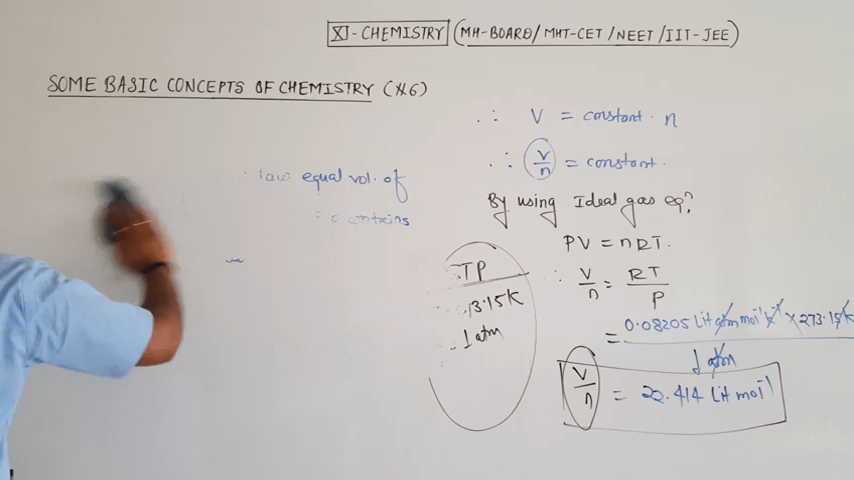 XI-CHEMISTRY (MH-BOARD/MHT-CET/NEET/IIT-JEE)
SOME BASIC CONCEPTS OF CHEMISTRY (#6)
law equal vol. of
contains
∴ V = constant. n
∴ V/n = constant.
By using Ideal gas eqⁿ.
PV = nRT.
∴ V/n = RT/P
= 0.08205 Lit atm mol⁻¹ K⁻¹ × 273.15K / 1 atm
V/n = 22.414 Lit mol⁻¹
STP
1 atm